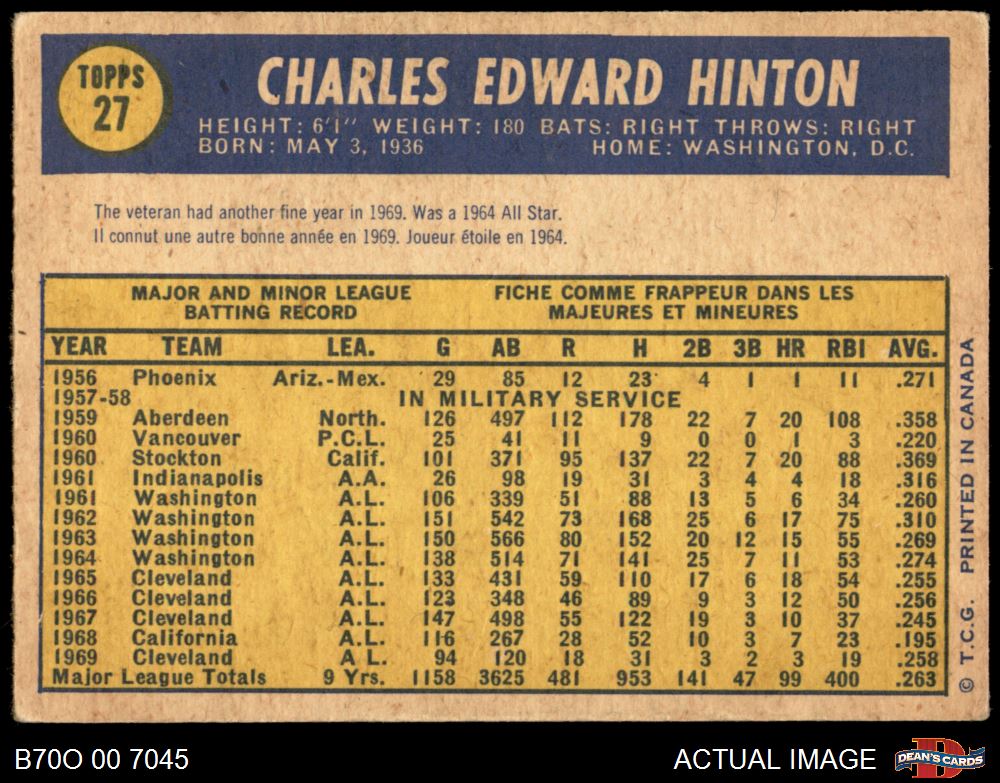 TOPPS
27
CHARLES EDWARD HINTON
HEIGHT: 6'1" WEIGHT: 180 BATS: RIGHT THROWS: RIGHT
BORN: MAY 3, 1936 HOME: WASHINGTON, D.C.
The veteran had another fine year in 1969. Was a 1964 All Star.
Il connut une autre bonne année en 1969. Joueur étoile en 1964.
MAJOR AND MINOR LEAGUE FICHE COMME FRAPPEUR DANS LES
BATTING RECORD MAJEURES ET MINEURES
YEAR TEAM LEA. G AB R H 2B 3B HR RBI AVG.
1956 Phoenix Ariz.-Mex. 29 85 12 23 4 1 1 11 .271
1957-58 IN MILITARY SERVICE
1959 Aberdeen North. 126 497 112 178 22 7 20 108 .358
1960 Vancouver P.C.L. 25 41 11 9 0 0 1 3 .220
1960 Stockton Calif. 101 371 95 137 22 7 20 88 .369
1961 Indianapolis A.A. 26 98 19 31 3 4 4 18 .316
1961 Washington A.L. 106 339 51 88 13 5 6 34 .260
1962 Washington A.L. 151 542 73 168 25 6 17 75 .310
1963 Washington A.L. 150 566 80 152 20 12 15 55 .269
1964 Washington A.L. 138 514 71 141 25 7 11 53 .274
1965 Cleveland A.L. 133 431 59 110 17 6 18 54 .255
1966 Cleveland A.L. 123 348 46 89 9 3 12 50 .256
1967 Cleveland A.L. 147 498 55 122 19 3 10 37 .245
1968 California A.L. 116 267 28 52 10 3 7 23 .195
1969 Cleveland A L. 94 120 18 31 3 2 3 19 .258
Major League Totals 9 Yrs. 1158 3625 481 953 141 47 99 400 .263
© T.C.G. PRINTED IN CANADA
B70O 00 7045
ACTUAL IMAGE
D
DEAN'S CARDS